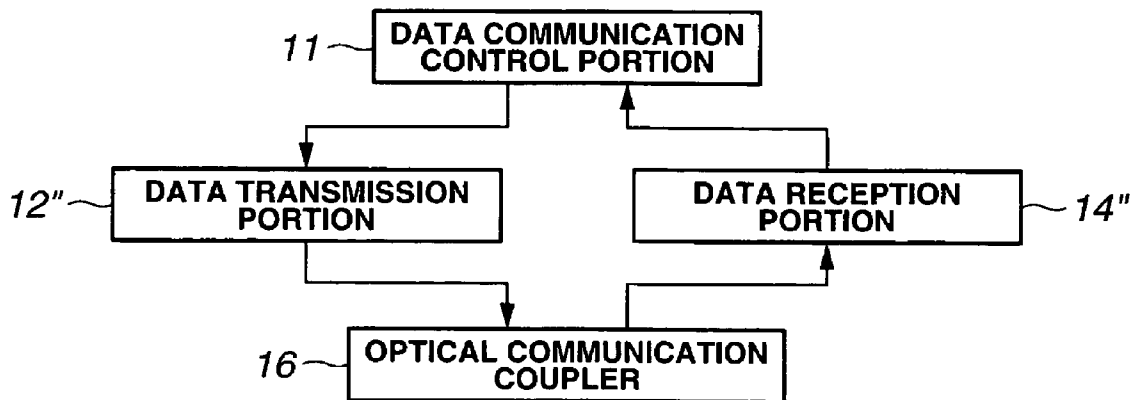 11
DATA COMMUNICATION
CONTROL PORTION
12"
DATA TRANSMISSION
PORTION
DATA RECEPTION
PORTION
14"
16
OPTICAL COMMUNICATION
COUPLER